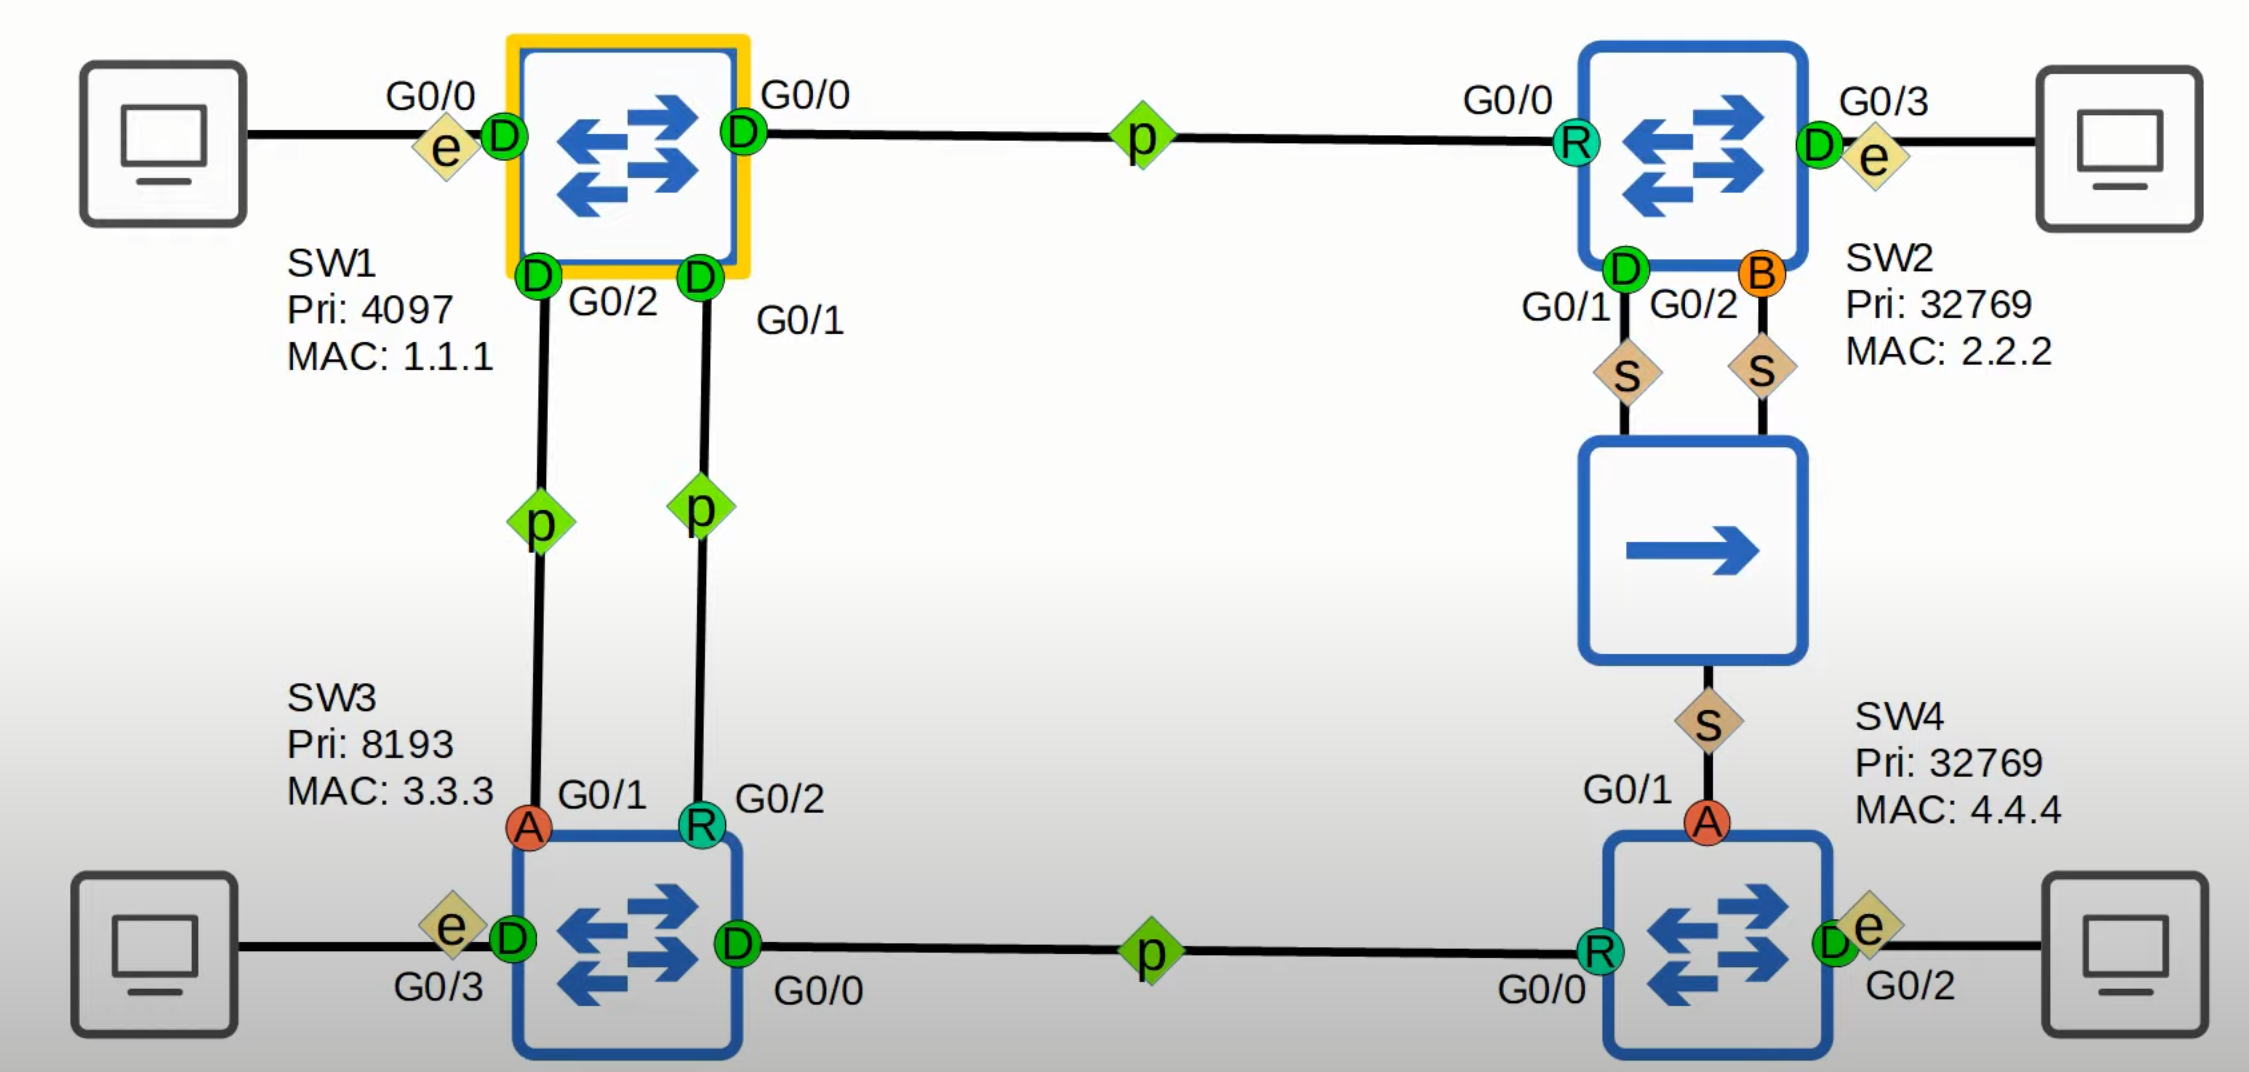 G0/0
e
D
D
G0/0
p
G0/0
R
D
e
G0/3
SW1
Pri: 4097
MAC: 1.1.1
D
G0/2
D
G0/1
D
G0/1
G0/2
B
SW2
Pri: 32769
MAC: 2.2.2
s
s
p
p
SW3
Pri: 8193
MAC: 3.3.3
A
G0/1
R
G0/2
s
G0/1
A
SW4
Pri: 32769
MAC: 4.4.4
e
D
G0/3
D
G0/0
p
R
G0/0
D
e
G0/2